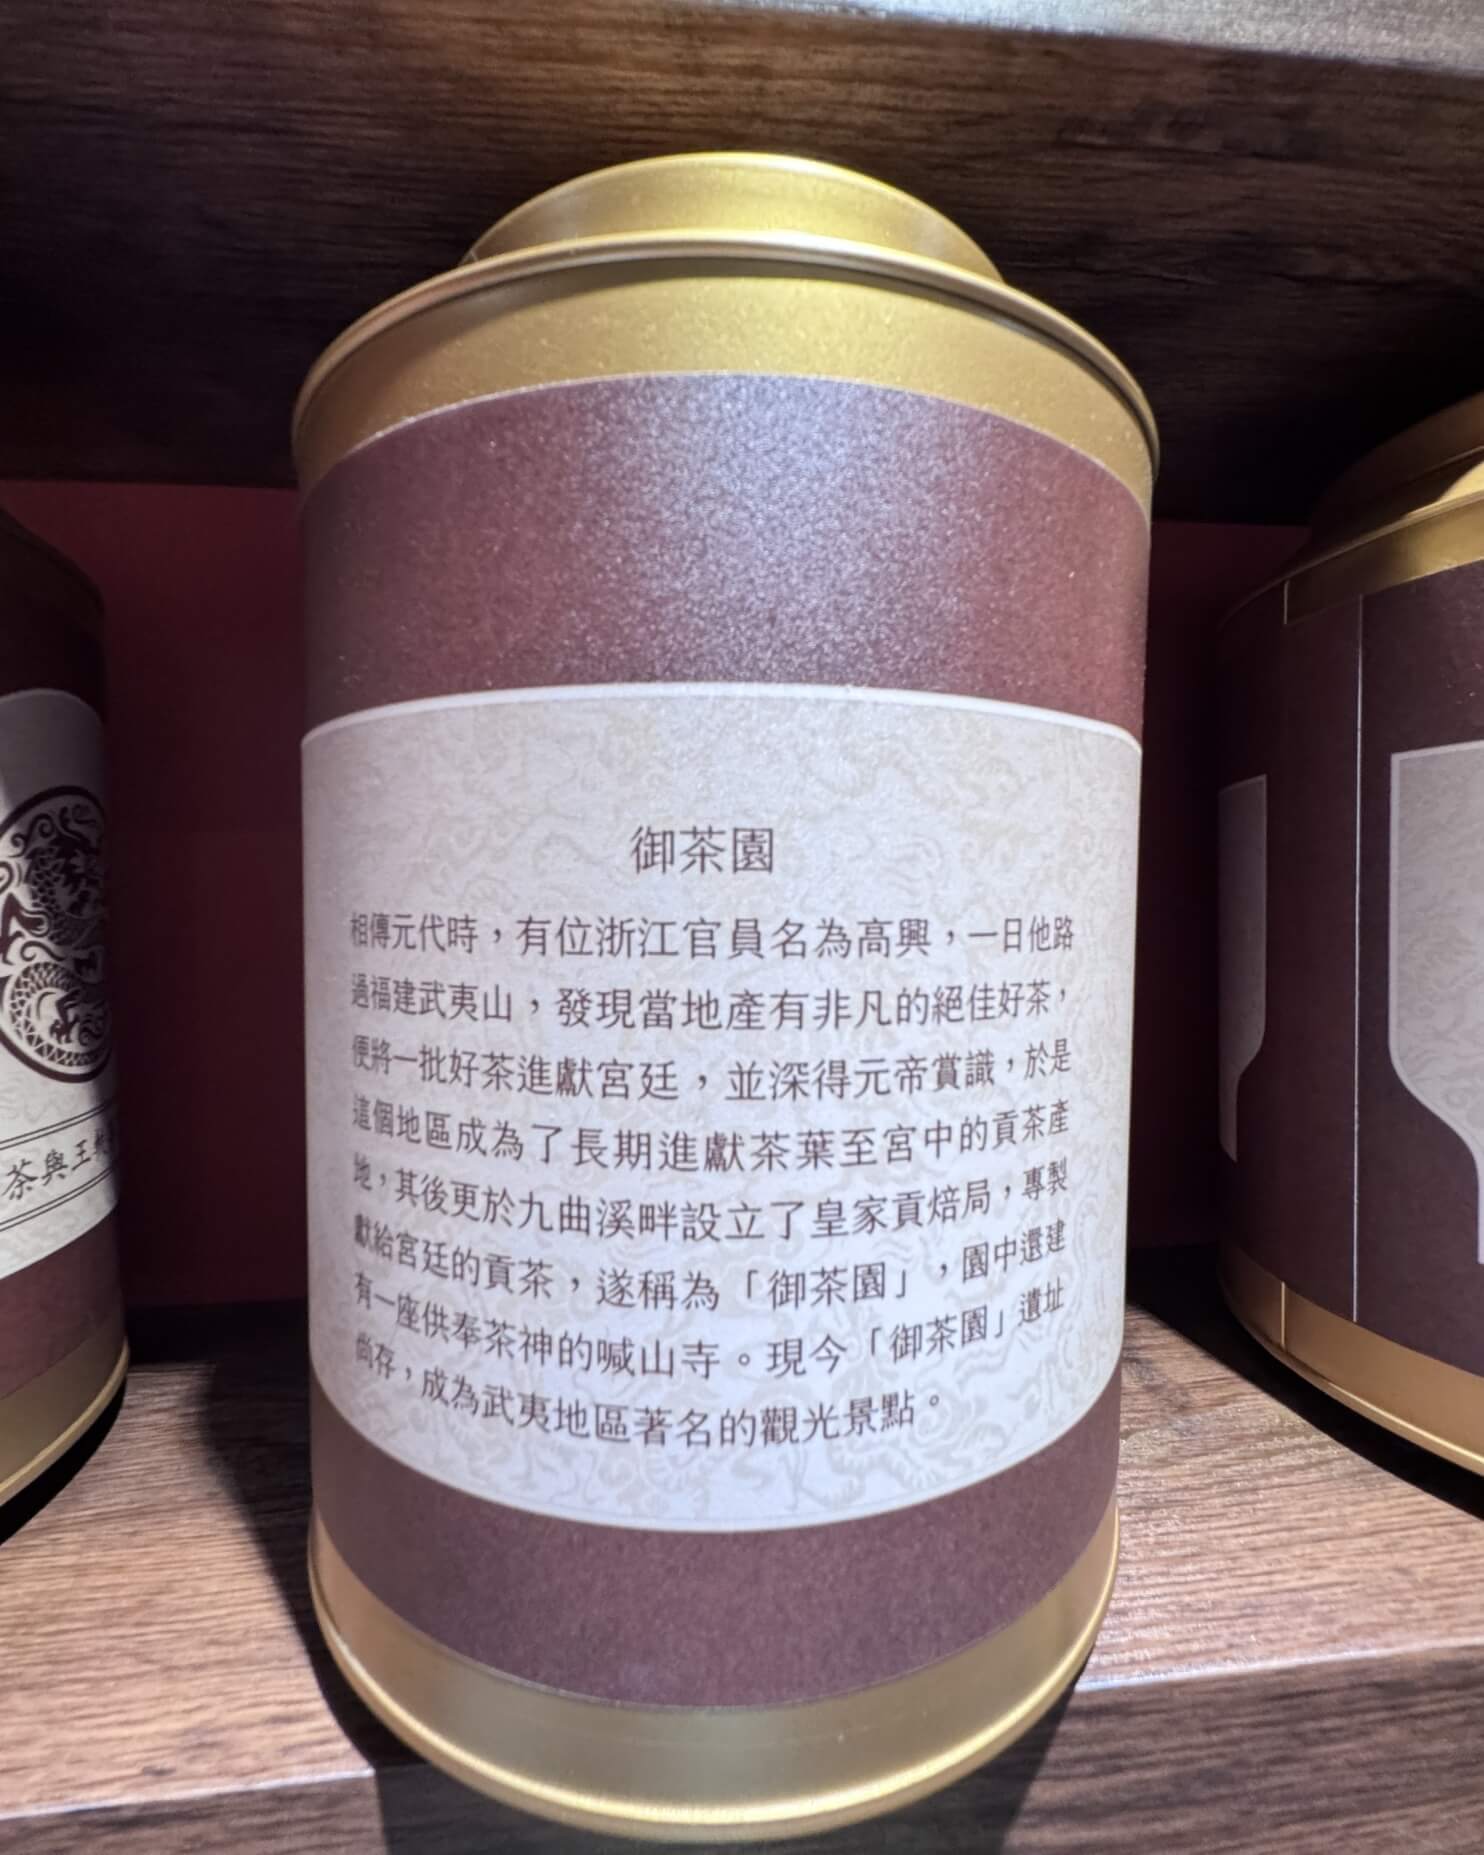 御茶園
相傳元代時，有位浙江官員名為高興，一日他路
過福建武夷山，發現當地產有非凡的絕佳好茶，
便將一批好茶進獻宮廷，並深得元帝賞識，於是
這個地區成為了長期進獻茶葉至宮中的貢茶產
地，其後更於九曲溪畔設立了皇家貢焙局，專製
獻給宮廷的貢茶，遂稱為「御茶園」，園中還建
有一座供奉茶神的喊山寺。現今「御茶園」遺址
尚存，成為武夷地區著名的觀光景點。
茶與王